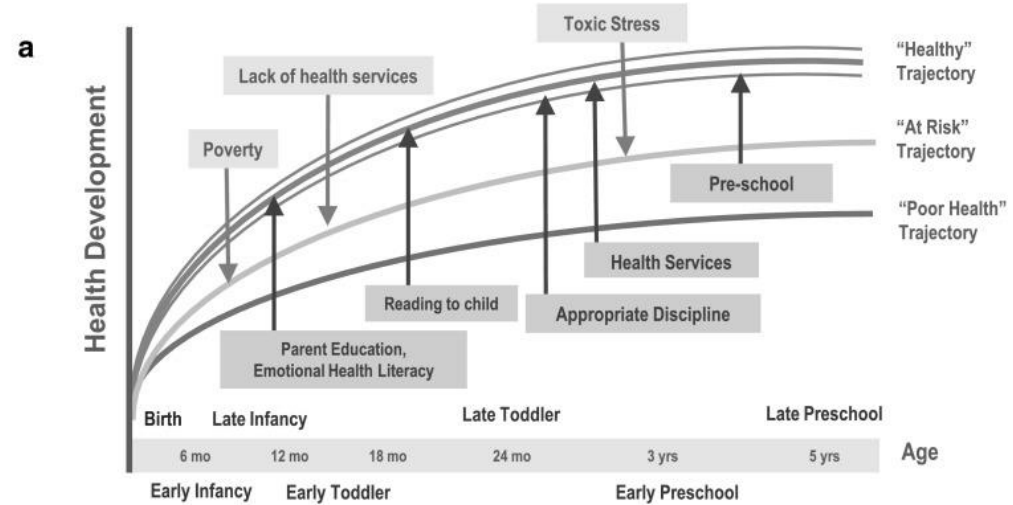 a
Toxic Stress
Lack of health services
Poverty
Health Development
"Healthy"
Trajectory
"At Risk"
Trajectory
Pre-school
"Poor Health"
Trajectory
Health Services
Reading to child
Appropriate Discipline
Parent Education,
Emotional Health Literacy
Birth Late Infancy Late Toddler Late Preschool
6 mo 12 mo 18 mo 24 mo 3 yrs 5 yrs Age
Early Infancy Early Toddler Early Preschool